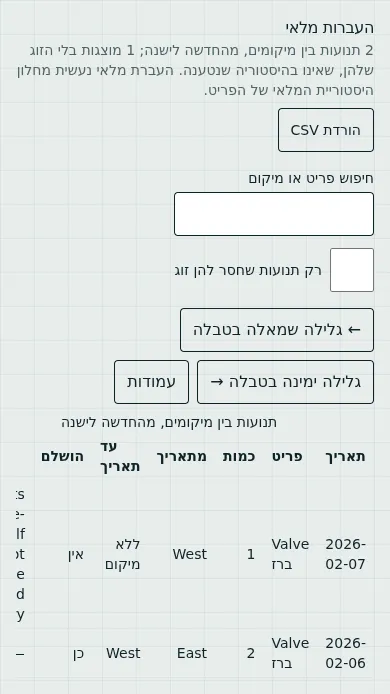 העברות מלאי
2 תנועות בין מיקומים, מהחדשה לישנה; 1 מוצגות בלי הזוג
שלהן, שאינו בהיסטוריה שנטענה. העברת מלאי נעשית מחלון
היסטוריית המלאי של הפריט.
הורדת CSV
חיפוש פריט או מיקום
רק תנועות שחסר להן זוג
← גלילה שמאלה בטבלה
גלילה ימינה בטבלה →
עמודות
תנועות בין מיקומים, מהחדשה לישנה
תאריך פריט כמות מתאריך עד תאריך הושלם
2026-02-07 Valve ברז 1 West ללא מיקום אין
2026-02-06 Valve ברז 2 East West כן –